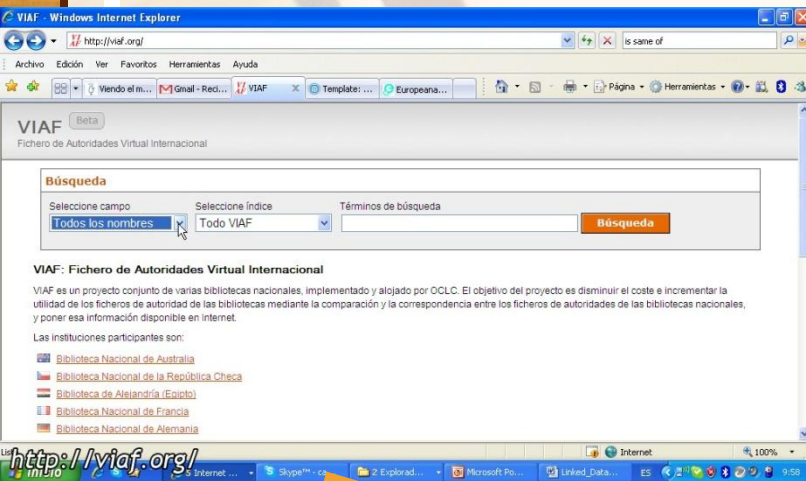 VIAF - Windows Internet Explorer
http://viaf.org/
is same of
Archivo Edición Ver Favoritos Herramientas Ayuda
Viendo el m... Gmail - Reci... VIAF Template: ... Europeana... Página Herramientas
VIAF Beta
Fichero de Autoridades Virtual Internacional
Búsqueda
Seleccione campo Seleccione índice Términos de búsqueda
Todos los nombres Todo VIAF Búsqueda
VIAF: Fichero de Autoridades Virtual Internacional
VIAF es un proyecto conjunto de varias bibliotecas nacionales, implementado y alojado por OCLC. El objetivo del proyecto es disminuir el coste e incrementar la
utilidad de los ficheros de autoridad de las bibliotecas mediante la comparación y la correspondencia entre los ficheros de autoridades de las bibliotecas nacionales,
y poner esa información disponible en Internet.
Las instituciones participantes son:
Biblioteca Nacional de Australia
Biblioteca Nacional de la República Checa
Biblioteca de Alejandría (Egipto)
Biblioteca Nacional de Francia
Biblioteca Nacional de Alemania
Internet 100%
http://viaf.org/
Inicio 5 Internet ... Skype™ - ca... 2 Explorad... Microsoft Po... Linked_Data... ES 9:58